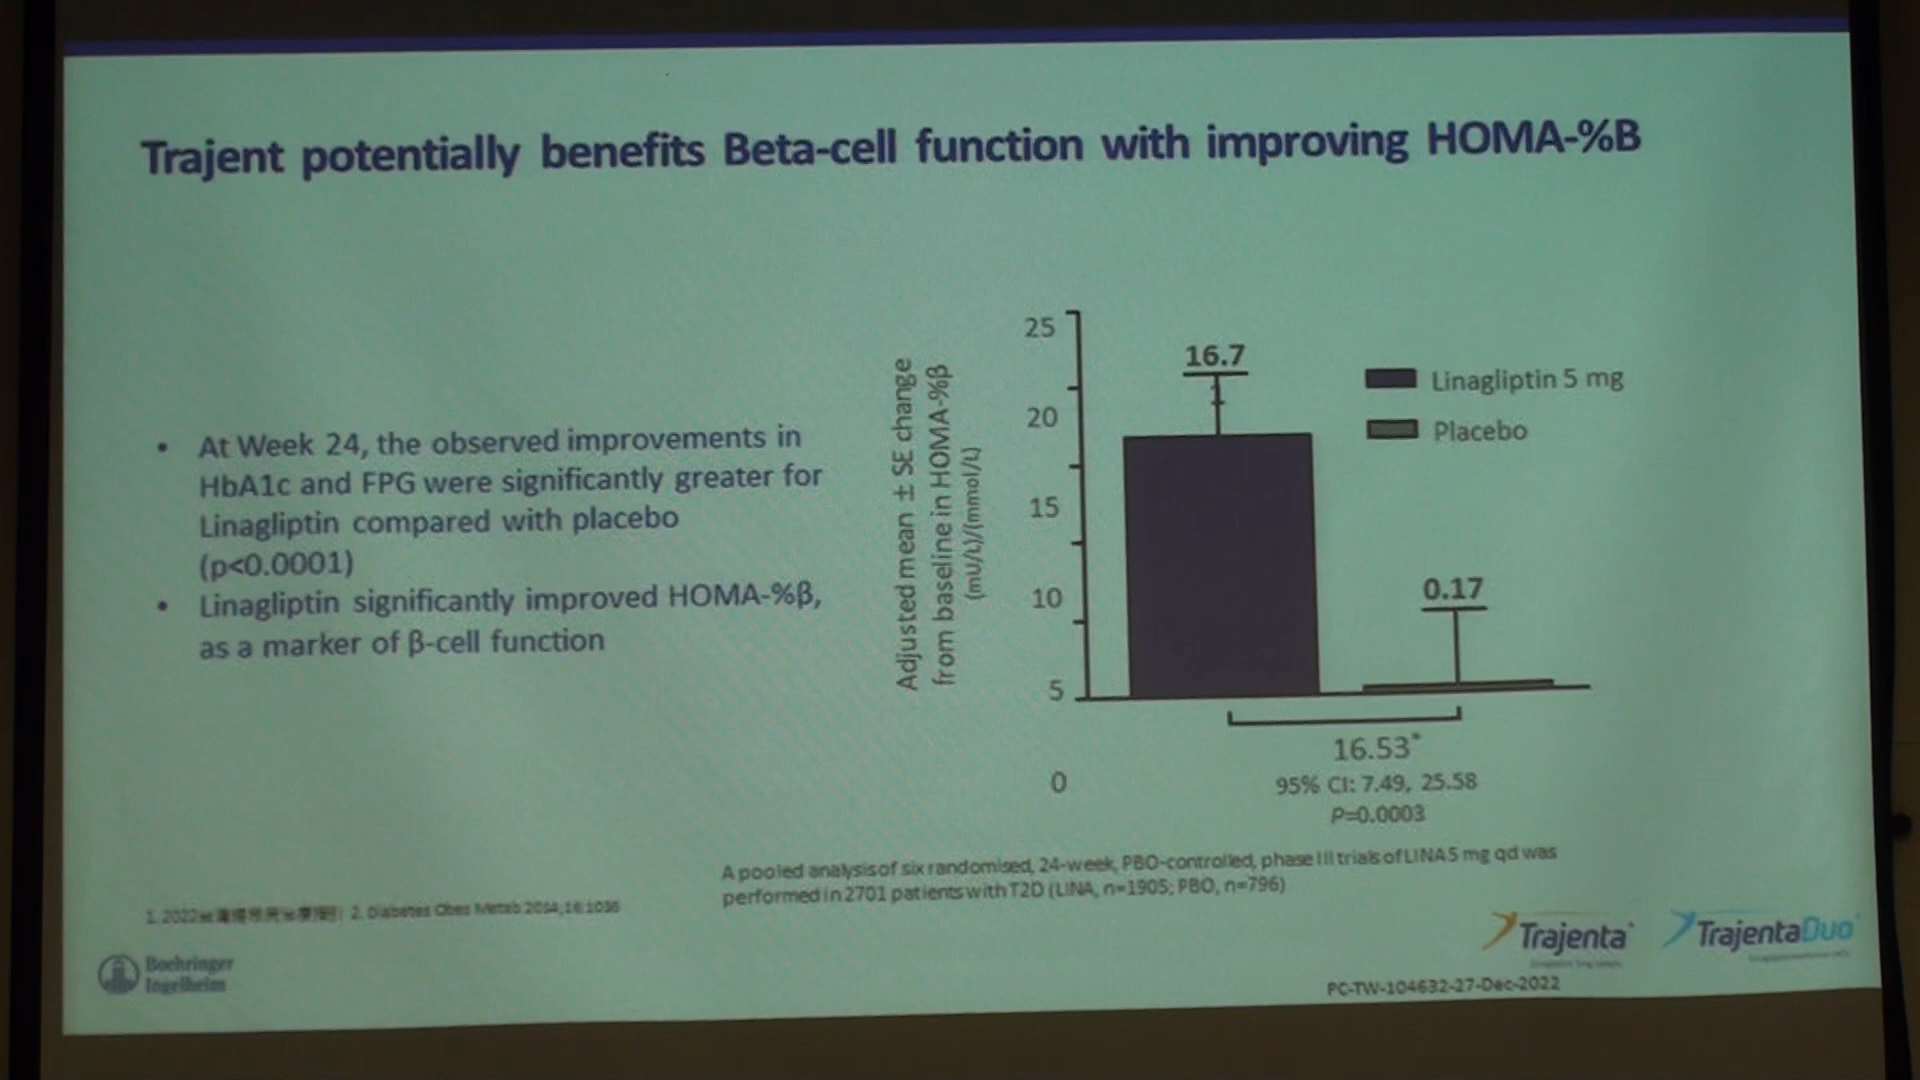 Trajent potentially benefits Beta-cell function with improving HOMA-%B
• At Week 24, the observed improvements in
HbA1c and FPG were significantly greater for
Linagliptin compared with placebo
(p<0.0001)
• Linagliptin significantly improved HOMA-%β,
as a marker of β-cell function
Adjusted mean ± SE change
from baseline in HOMA-%β
(mU/L)/(mmol/L)
25
20
15
10
5
0
16.7
0.17
Linagliptin 5 mg
Placebo
16.53*
95% CI: 7.49, 25.58
P=0.0003
A pooled analysis of six randomised, 24-week, PBO-controlled, phase III trials of LINA 5 mg qd was
performed in 2701 patients with T2D (LINA, n=1905; PBO, n=796)
1. 2022 2. Diabetes Obes Metab 2014;16:1036
Boehringer
Ingelheim
Trajenta
TrajentaDuo
PC-TW-104632-27-Dec-2022